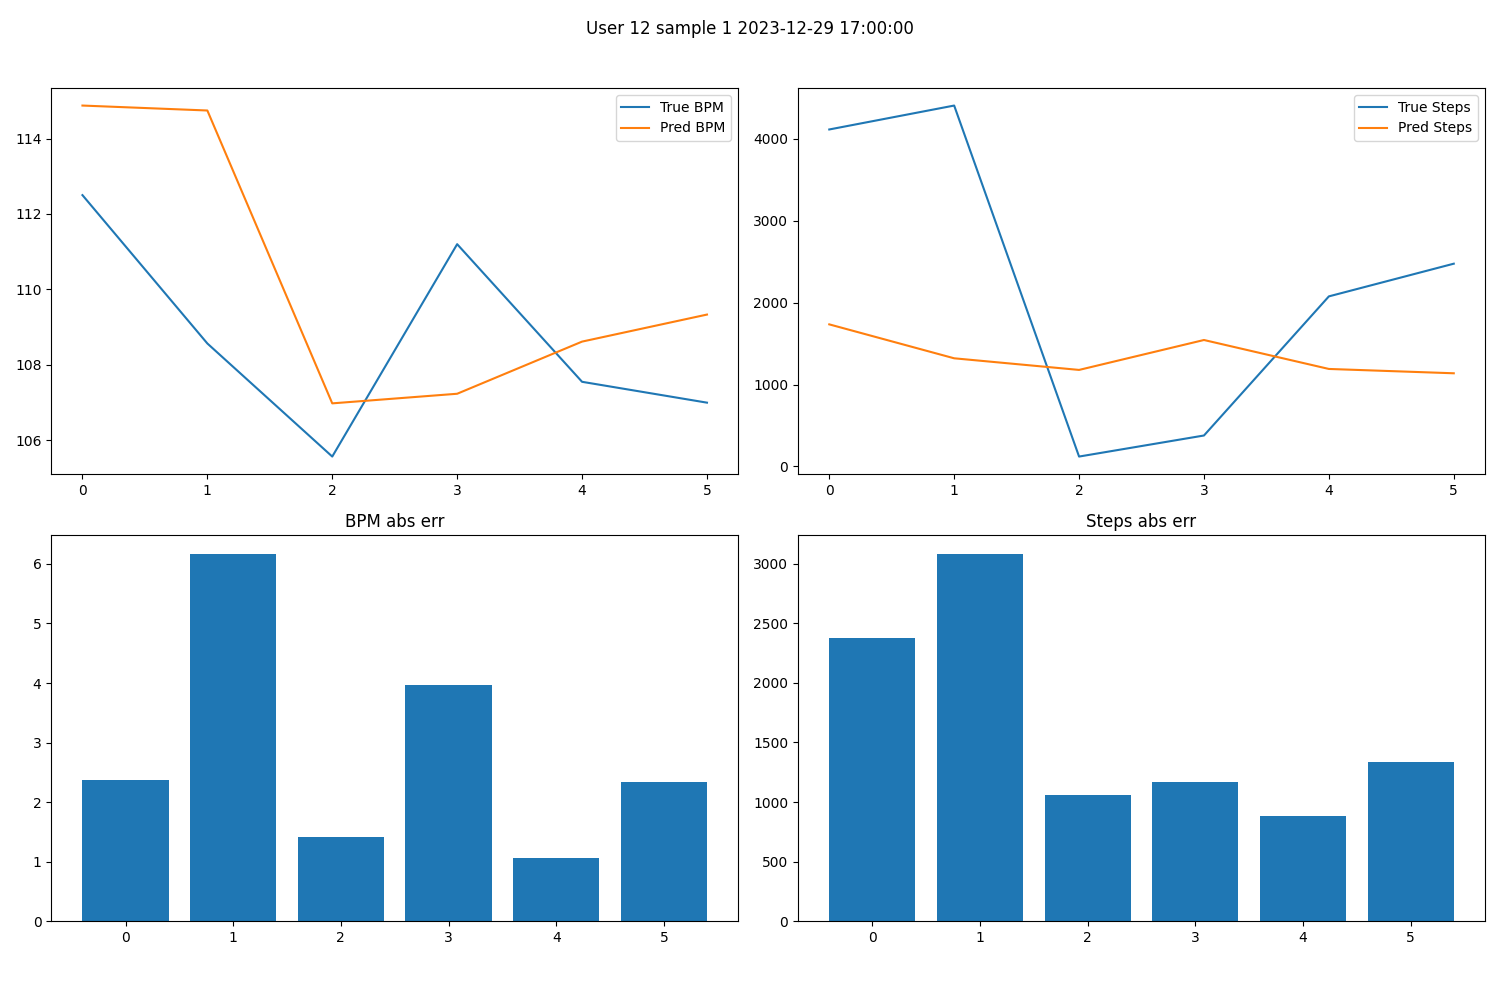 User 12 sample 1 2023-12-29 17:00:00
True BPM
Pred BPM
114
112
110
108
106
0 1 2 3 4 5
True Steps
Pred Steps
4000
3000
2000
1000
0
0 1 2 3 4 5
BPM abs err
6
5
4
3
2
1
0
0 1 2 3 4 5
Steps abs err
3000
2500
2000
1500
1000
500
0
0 1 2 3 4 5